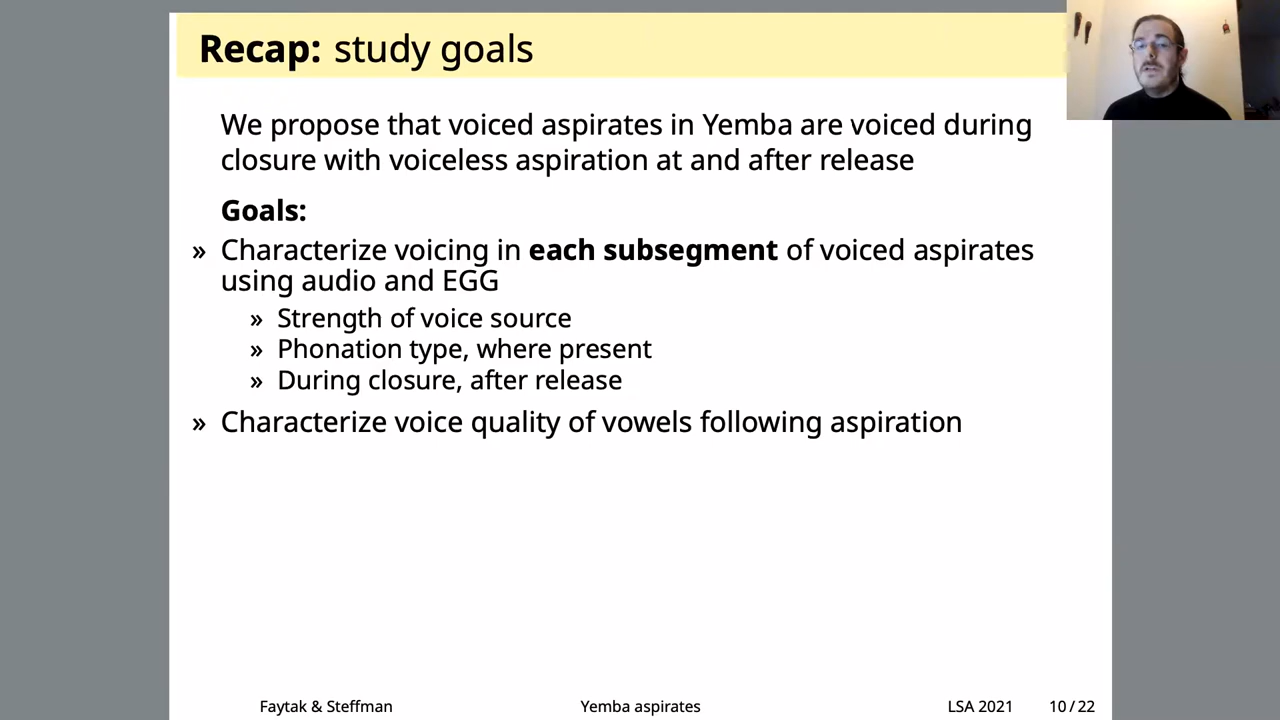 Recap: study goals
We propose that voiced aspirates in Yemba are voiced during
closure with voiceless aspiration at and after release
Goals:
» Characterize voicing in each subsegment of voiced aspirates
using audio and EGG
» Strength of voice source
» Phonation type, where present
» During closure, after release
» Characterize voice quality of vowels following aspiration
Faytak & Steffman Yemba aspirates LSA 2021 10 / 22